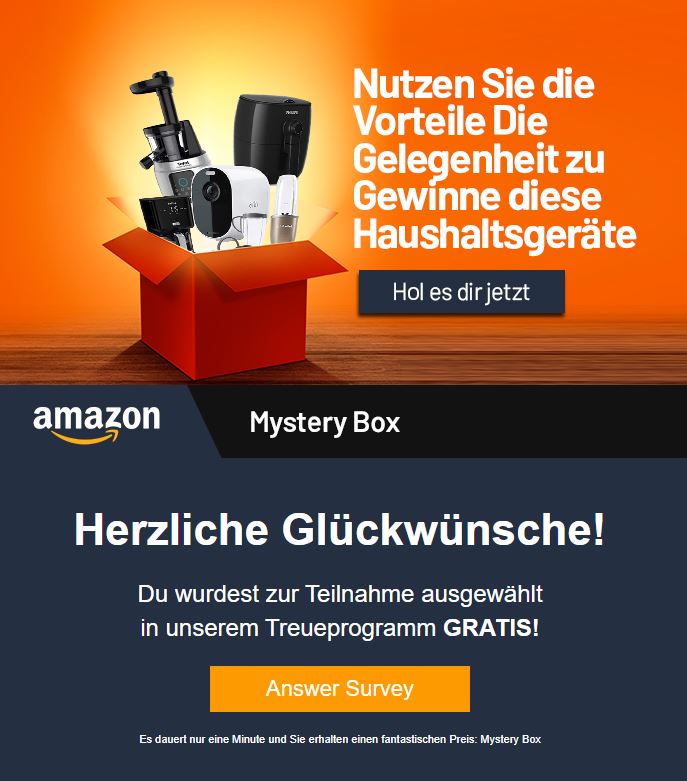 Nutzen Sie die
Vorteile Die
Gelegenheit zu
Gewinne diese
Haushaltsgeräte
Hol es dir jetzt
PHILIPS
amazon
Mystery Box
Herzliche Glückwünsche!
Du wurdest zur Teilnahme ausgewählt
in unserem Treueprogramm GRATIS!
Answer Survey
Es dauert nur eine Minute und Sie erhalten einen fantastischen Preis: Mystery Box